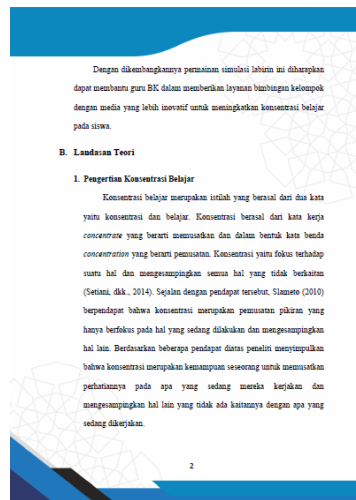 Dengan dikembangkannya permainan simulasi labirin ini diharapkan
dapat membantu guru BK dalam memberikan layanan bimbingan kelompok
dengan media yang lebih inovatif untuk meningkatkan konsentrasi belajar
pada siswa.
B. Landasan Teori
1. Pengertian Konsentrasi Belajar
Konsentrasi belajar merupakan istilah yang berasal dari dua kata
yaitu konsentrasi dan belajar. Konsentrasi berasal dari kata kerja
concentrate yang berarti memusatkan dan dalam bentuk kata benda
concentration yang berarti pemusatan. Konsentrasi yaitu fokus terhadap
suatu hal dan mengesampingkan semua hal yang tidak berkaitan
(Setiani, dkk., 2014). Sejalan dengan pendapat tersebut, Slameto (2010)
berpendapat bahwa konsentrasi merupakan pemusatan pikiran yang
hanya berfokus pada hal yang sedang dilakukan dan mengesampingkan
hal lain. Berdasarkan beberapa pendapat diatas peneliti menyimpulkan
bahwa konsentrasi merupakan kemampuan seseorang untuk memusatkan
perhatiannya pada apa yang sedang mereka kerjakan dan
mengesampingkan hal lain yang tidak ada kaitannya dengan apa yang
sedang dikerjakan.
2